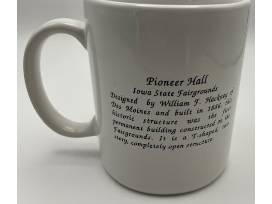 Pioneer Hall
Iowa State Fairgrounds
Designed by William F. Hackney of
Des Moines and built in 1886, this
historic structure was the first
permanent building constructed on the
Fairgrounds. It is a T-shaped, two
story, completely open structure.